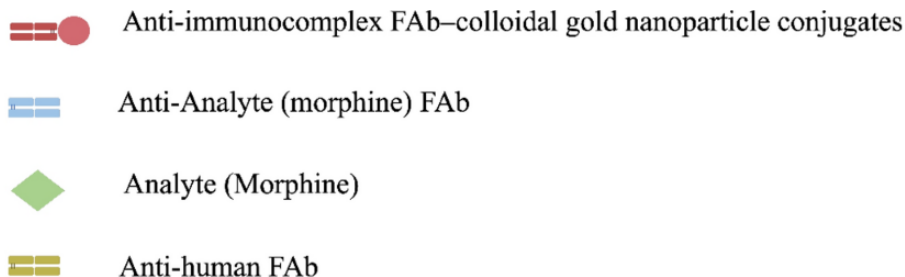 Anti-immunocomplex FAb–colloidal gold nanoparticle conjugates
Anti-Analyte (morphine) FAb
Analyte (Morphine)
Anti-human FAb